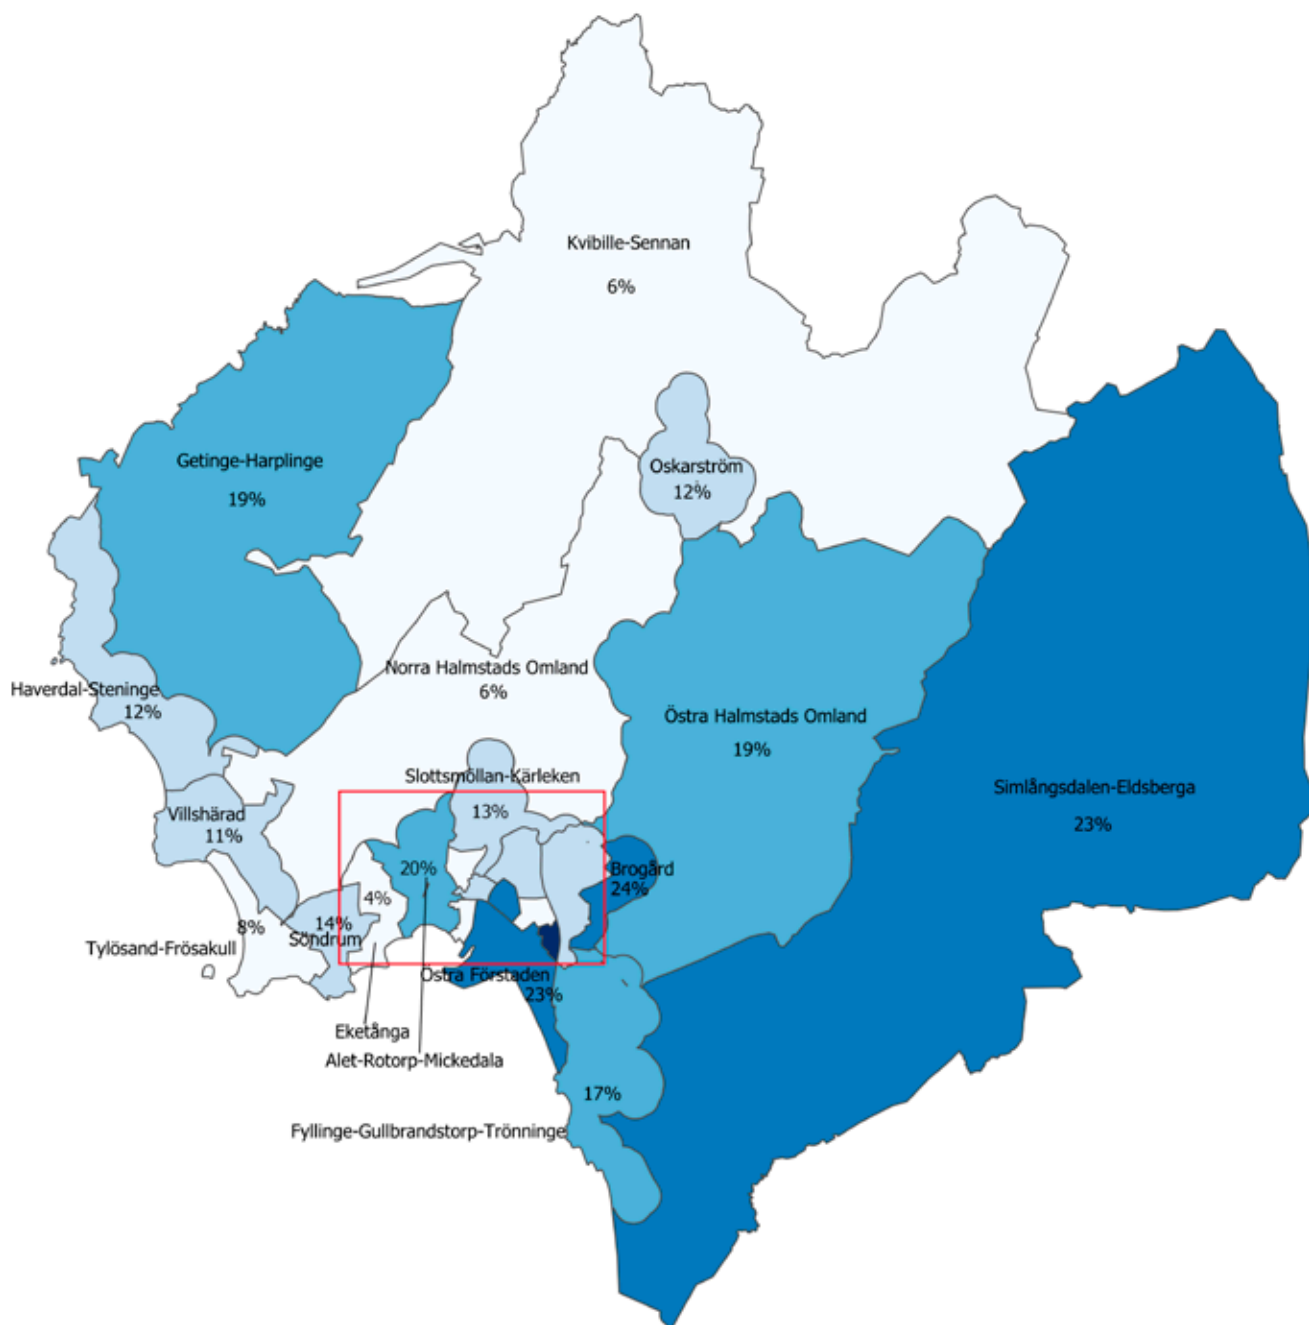 Kvibille-Sennan
6%
Getinge-Harplinge
19%
Oskarström
12%
Norra Halmstads Omland
6%
Haverdal-Steninge
12%
Östra Halmstads Omland
19%
Slottsmöllan-Kärleken
13%
Simlångsdalen-Eldsberga
23%
Villshärad
11%
Brogård
24%
20%
4%
8%
14%
Söndrum
Tylösand-Frösakull
Östra Förstaden
23%
Eketånga
Alet-Rotorp-Mickedala
17%
Fyllinge-Gullbrandstorp-Trönninge